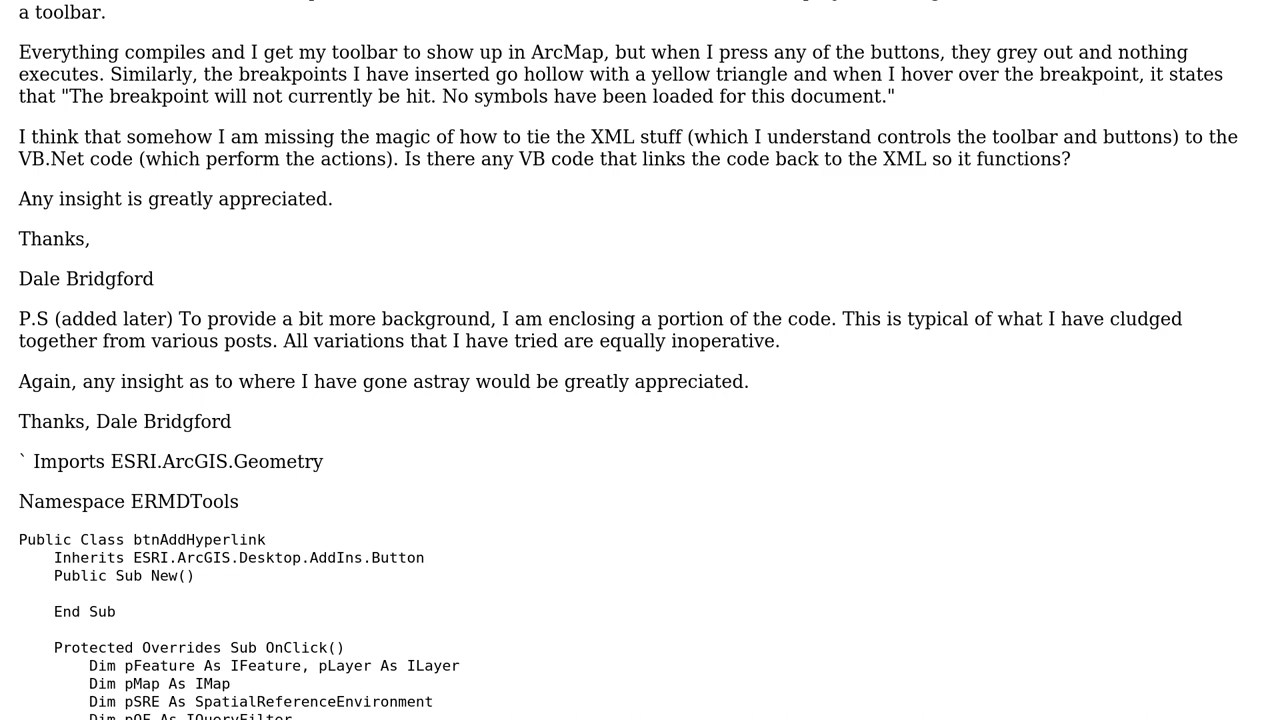 a toolbar.
Everything compiles and I get my toolbar to show up in ArcMap, but when I press any of the buttons, they grey out and nothing
executes. Similarly, the breakpoints I have inserted go hollow with a yellow triangle and when I hover over the breakpoint, it states
that "The breakpoint will not currently be hit. No symbols have been loaded for this document."
I think that somehow I am missing the magic of how to tie the XML stuff (which I understand controls the toolbar and buttons) to the
VB.Net code (which perform the actions). Is there any VB code that links the code back to the XML so it functions?
Any insight is greatly appreciated.
Thanks,
Dale Bridgford
P.S (added later) To provide a bit more background, I am enclosing a portion of the code. This is typical of what I have cludged
together from various posts. All variations that I have tried are equally inoperative.
Again, any insight as to where I have gone astray would be greatly appreciated.
Thanks, Dale Bridgford
` Imports ESRI.ArcGIS.Geometry
Namespace ERMDTools
Public Class btnAddHyperlink
    Inherits ESRI.ArcGIS.Desktop.AddIns.Button
    Public Sub New()
    End Sub
    Protected Overrides Sub OnClick()
        Dim pFeature As IFeature, pLayer As ILayer
        Dim pMap As IMap
        Dim pSRE As SpatialReferenceEnvironment
        Dim pQF As IQueryFilter